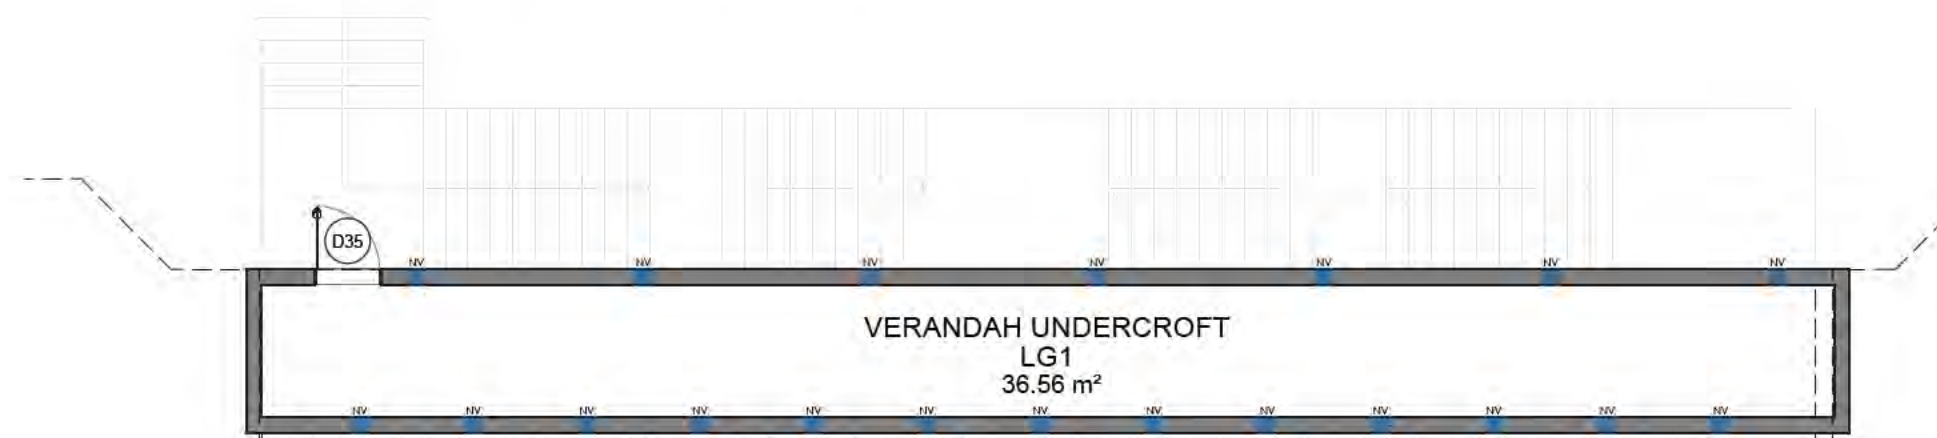 D35
NV NV NV NV NV NV NV
VERANDAH UNDERCROFT
LG1
36.56 m²
NV NV NV NV NV NV NV NV NV NV NV NV NV